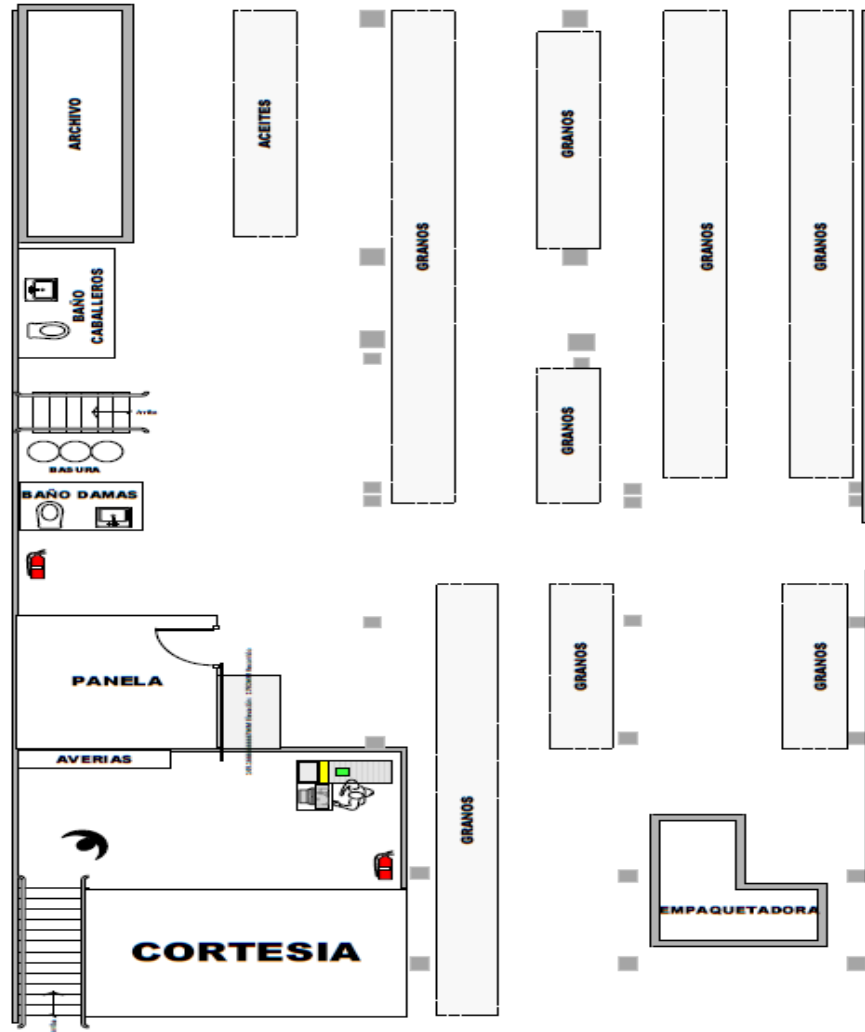 ARCHIVO
ACEITES
GRANOS
GRANOS
GRANOS
GRANOS
BAÑO
CABALLEROS
Arriba
GRANOS
BASURA
BAÑO DAMAS
PANELA
GRANOS
GRANOS
AVERIAS
GRANOS
EMPAQUETADORA
CORTESIA